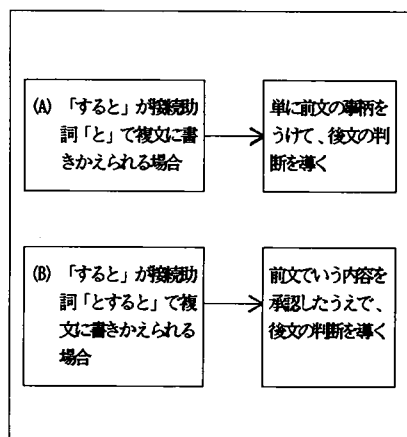 (A) 「すると」が接続助
詞「と」で複文に書
きかえられる場合
単に前文の事柄を
うけて、後文の判
断を導く
(B) 「すると」が接続助
詞「とすると」で複
文に書きかえられる
場合
前文でいう内容を
承認したうえで、
後文の判断を導く